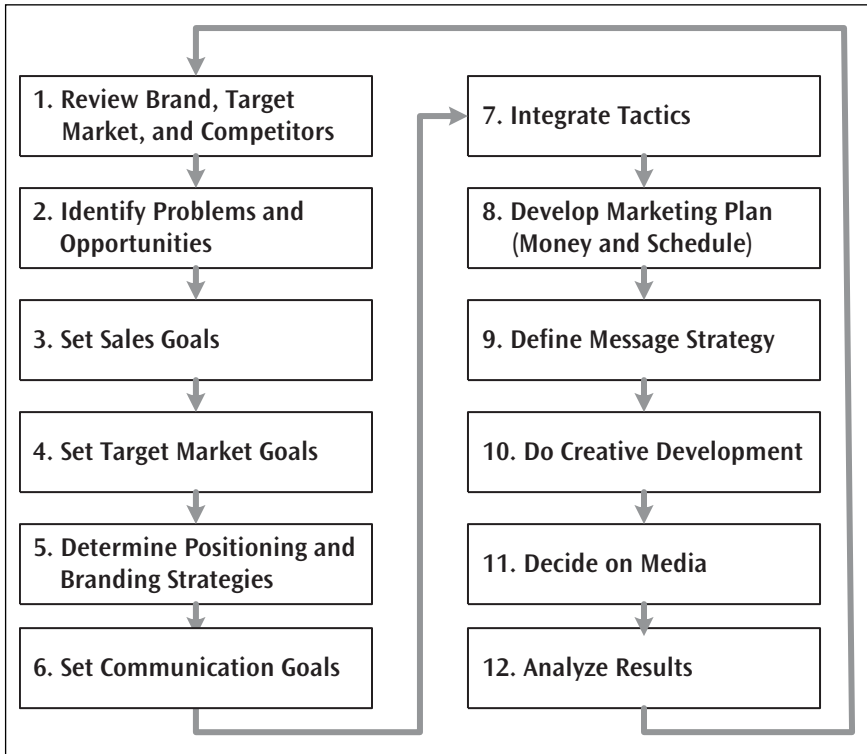 1. Review Brand, Target
Market, and Competitors
2. Identify Problems and
Opportunities
3. Set Sales Goals
4. Set Target Market Goals
5. Determine Positioning and
Branding Strategies
6. Set Communication Goals
7. Integrate Tactics
8. Develop Marketing Plan
(Money and Schedule)
9. Define Message Strategy
10. Do Creative Development
11. Decide on Media
12. Analyze Results